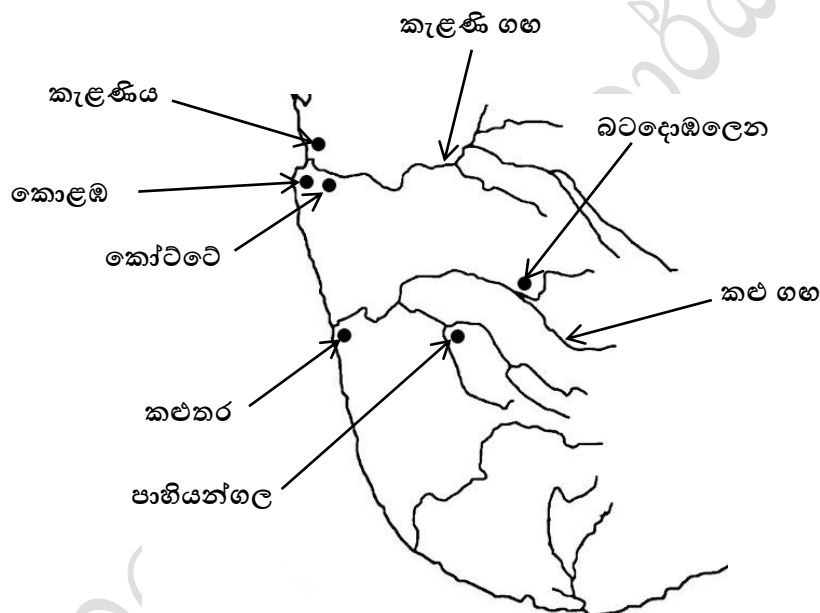 කැළණි ගඟ
කැළණිය
බටදොඹලෙන
කොළඹ
කෝට්ටේ
කළු ගඟ
කළුතර
පාහියන්ගල